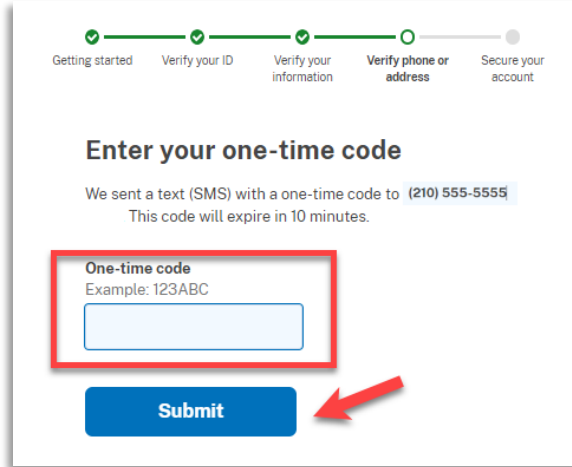 Getting started
Verify your ID
Verify your
information
Verify phone or
address
Secure your
account
Enter your one-time code
We sent a text (SMS) with a one-time code to (210) 555-5555
This code will expire in 10 minutes.
One-time code
Example: 123ABC
Submit